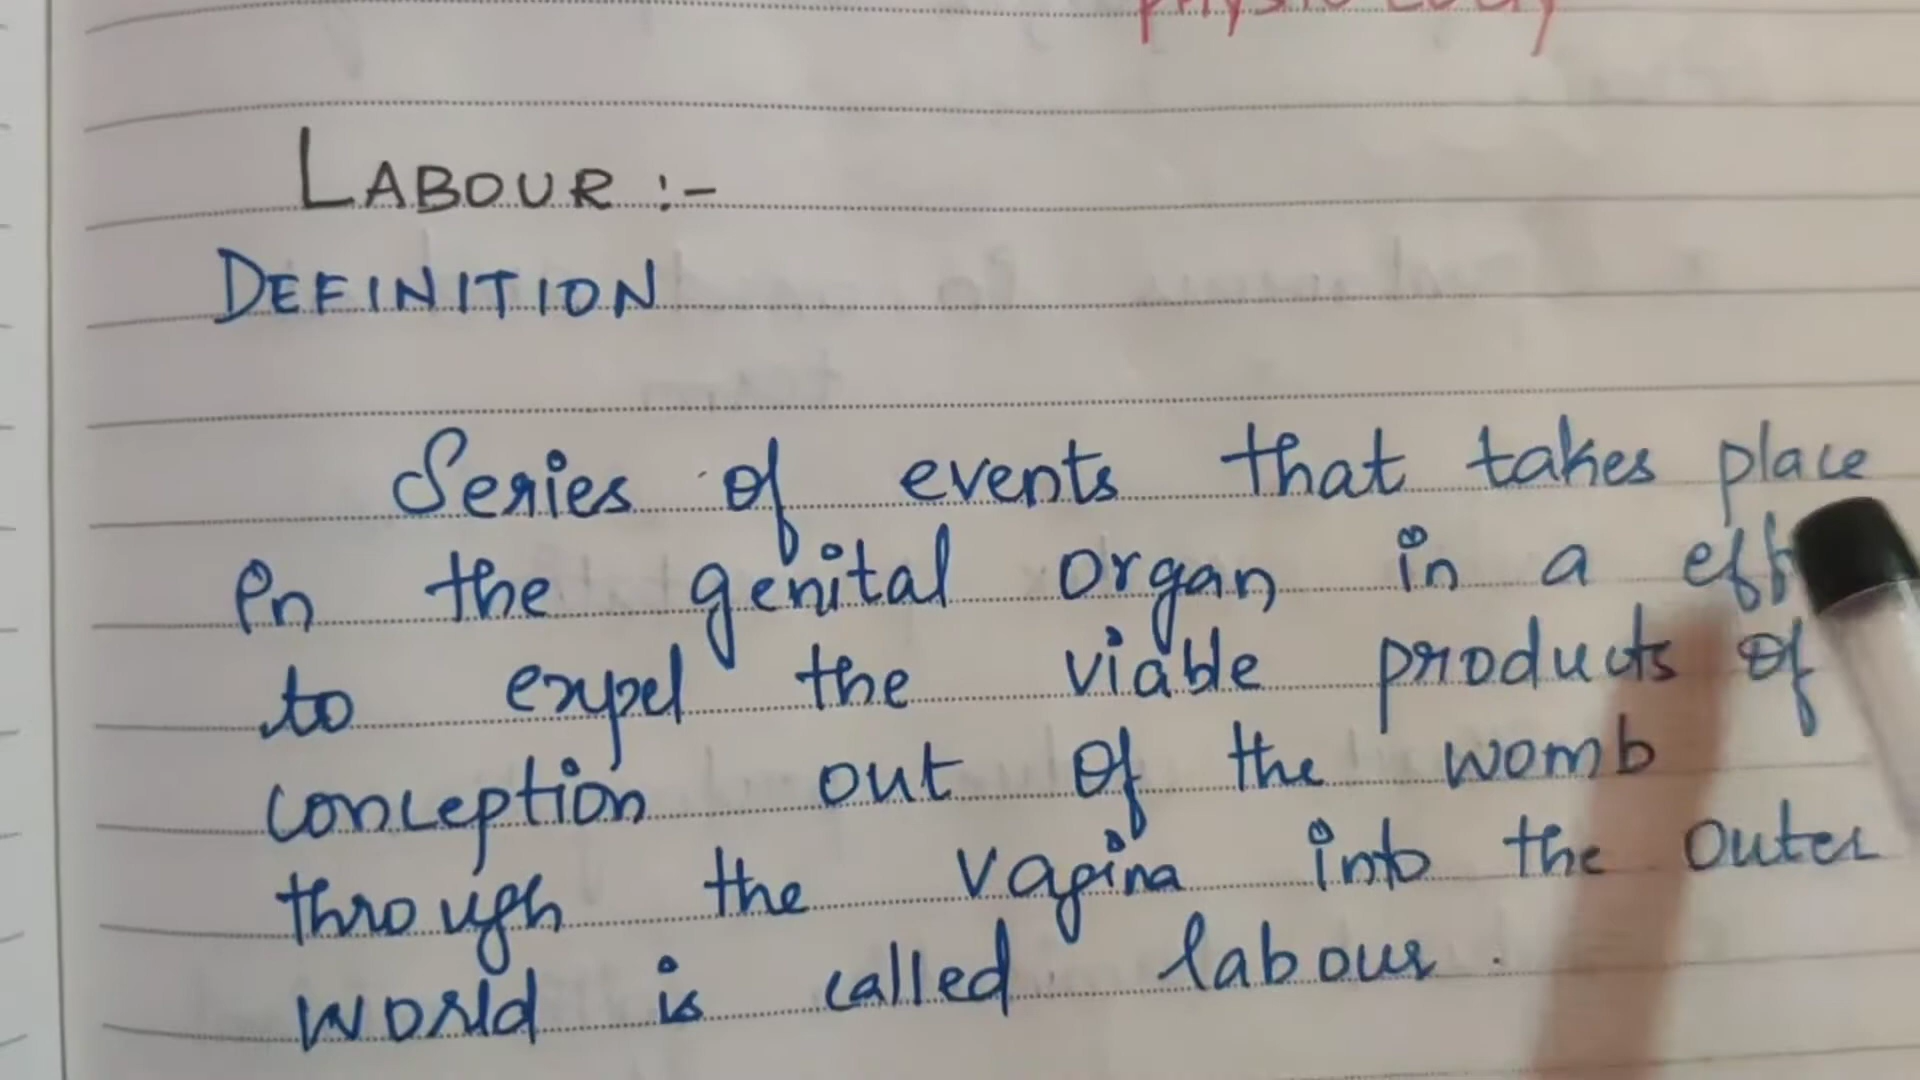 LABOUR :-
DEFINITION
Series of events that takes place
in the genital organ in a
to expel the viable products of
conception out of the womb
through the vagina into the outer
world is called labour.